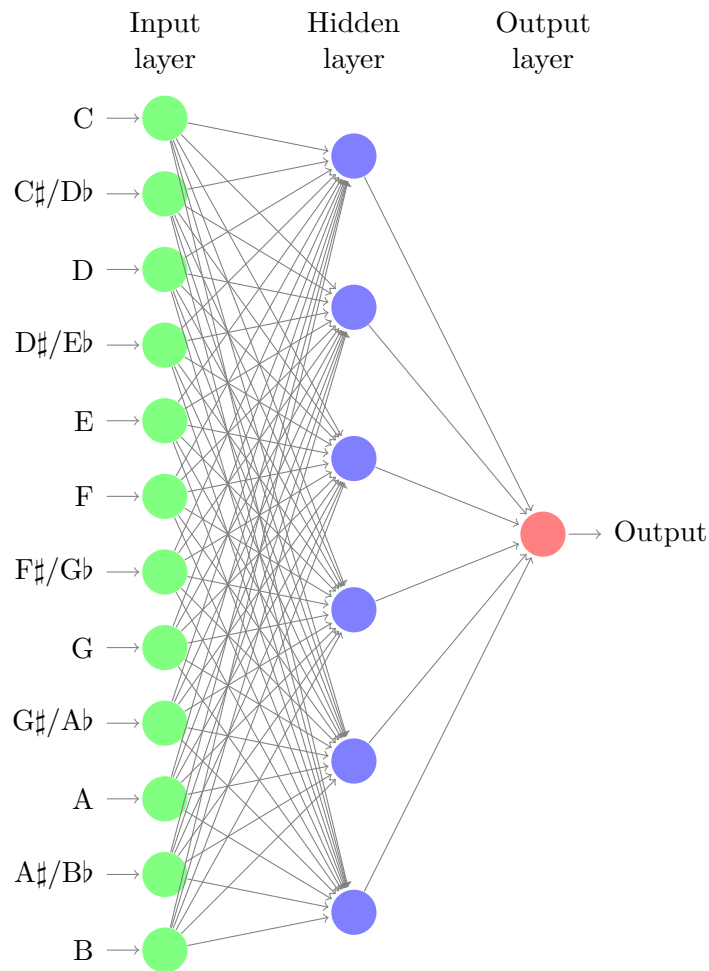 Input layer
Hidden layer
Output layer
C
C♯/D♭
D
D♯/E♭
E
F
F♯/G♭
G
G♯/A♭
A
A♯/B♭
B
Output